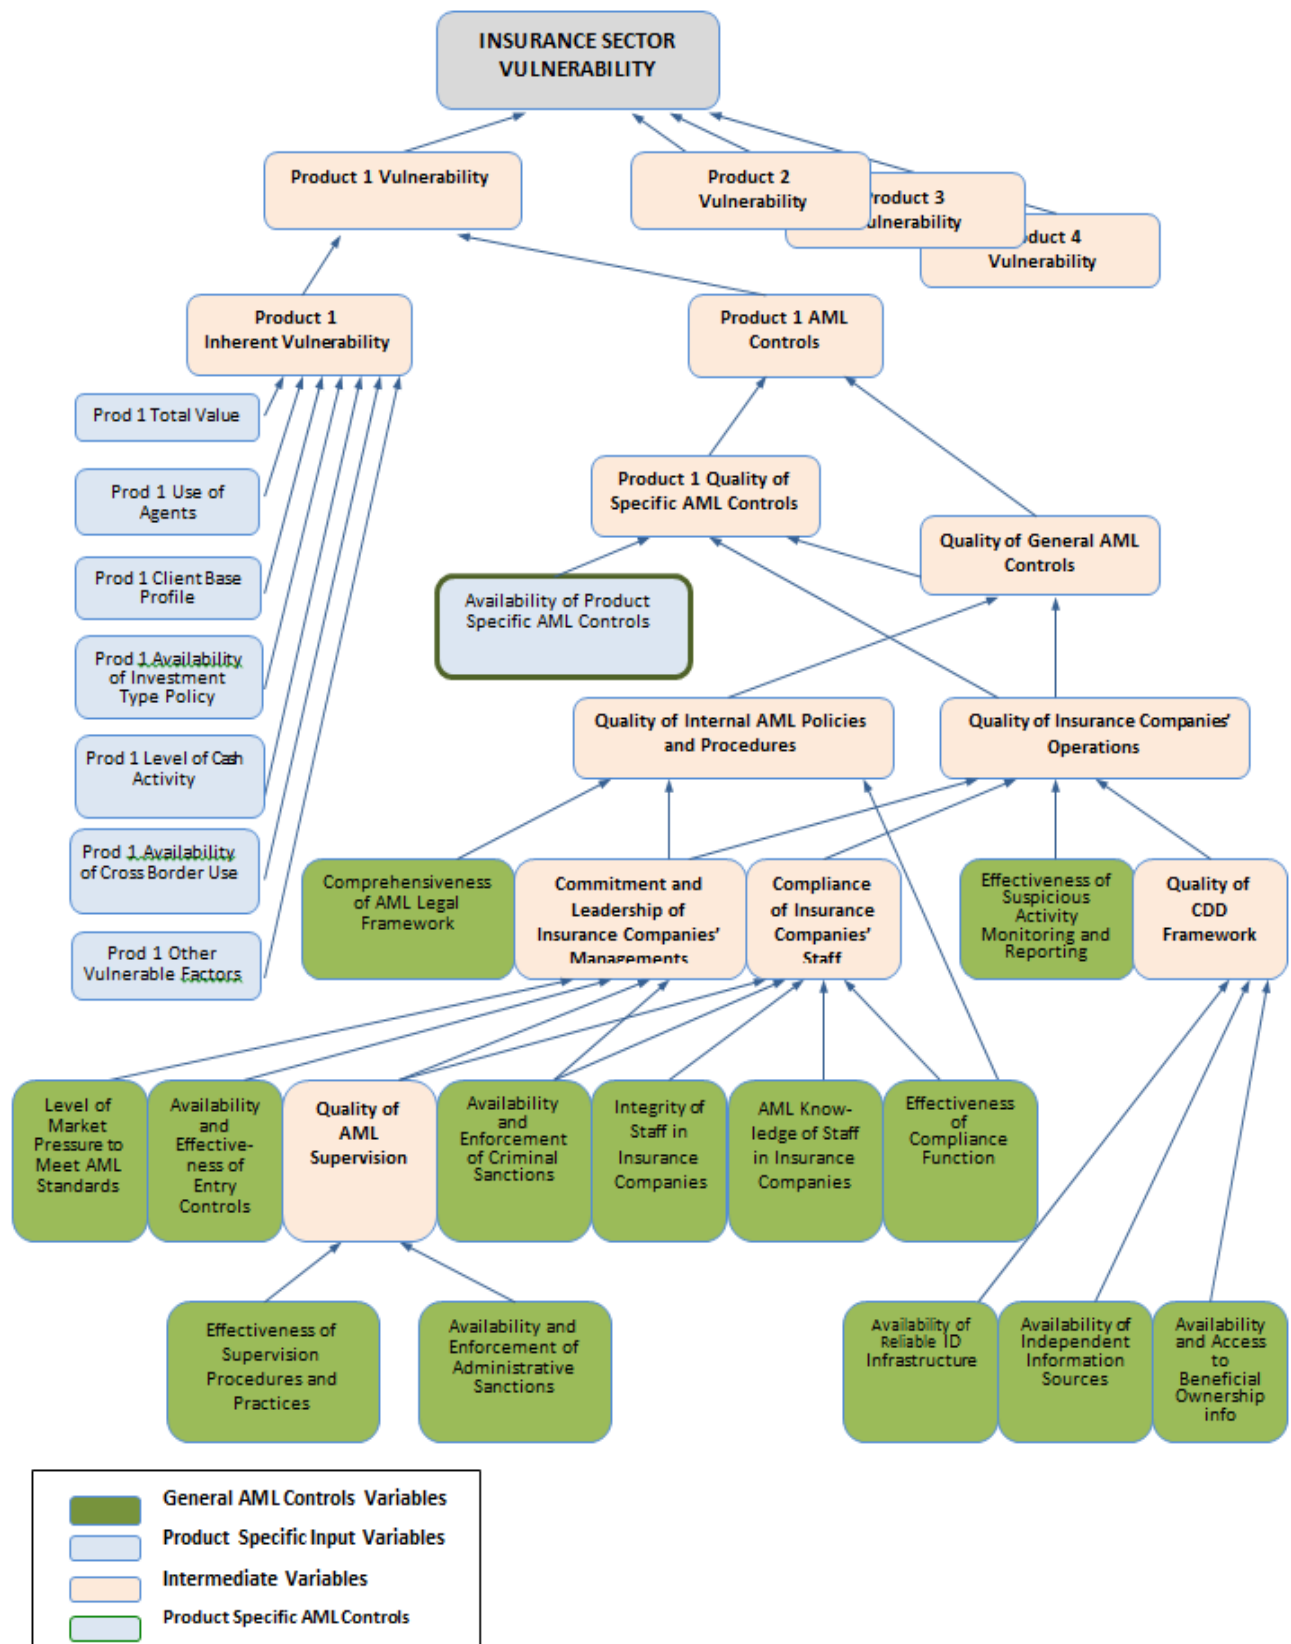 INSURANCE SECTOR
VULNERABILITY
Product 1 Vulnerability
Product 2
Vulnerability
roduct 3
ulnerability
duct 4
Vulnerability
Product 1
Inherent Vulnerability
Product 1 AML
Controls
Prod 1 Total Value
Prod 1 Use of
Agents
Prod 1 Client Base
Profile
Prod 1 Availability
of Investment
Type Policy
Prod 1 Level of Cash
Activity
Prod 1 Availability
of Cross Border Use
Prod 1 Other
Vulnerable Factors
Product 1 Quality of
Specific AML Controls
Quality of General AML
Controls
Availability of Product
Specific AML Controls
Quality of Internal AML Policies
and Procedures
Quality of Insurance Companies'
Operations
Comprehensiveness
of AML Legal
Framework
Commitment and
Leadership of
Insurance Companies'
Managements
Compliance
of Insurance
Companies'
Staff
Effectiveness of
Suspicious
Activity
Monitoring and
Reporting
Quality of
CDD
Framework
Level of
Market
Pressure to
Meet AML
Standards
Availability
and
Effective-
ness of
Entry
Controls
Quality of
AML
Supervision
Availability
and
Enforcement
of Criminal
Sanctions
Integrity of
Staff in
Insurance
Companies
AML Know-
ledge of Staff
in Insurance
Companies
Effectiveness
of
Compliance
Function
Effectiveness of
Supervision
Procedures and
Practices
Availability and
Enforcement of
Administrative
Sanctions
Availability of
Reliable ID
Infrastructure
Availability of
Independent
Information
Sources
Availability
and Access
to
Beneficial
Ownership
info
General AML Controls Variables
Product Specific Input Variables
Intermediate Variables
Product Specific AML Controls